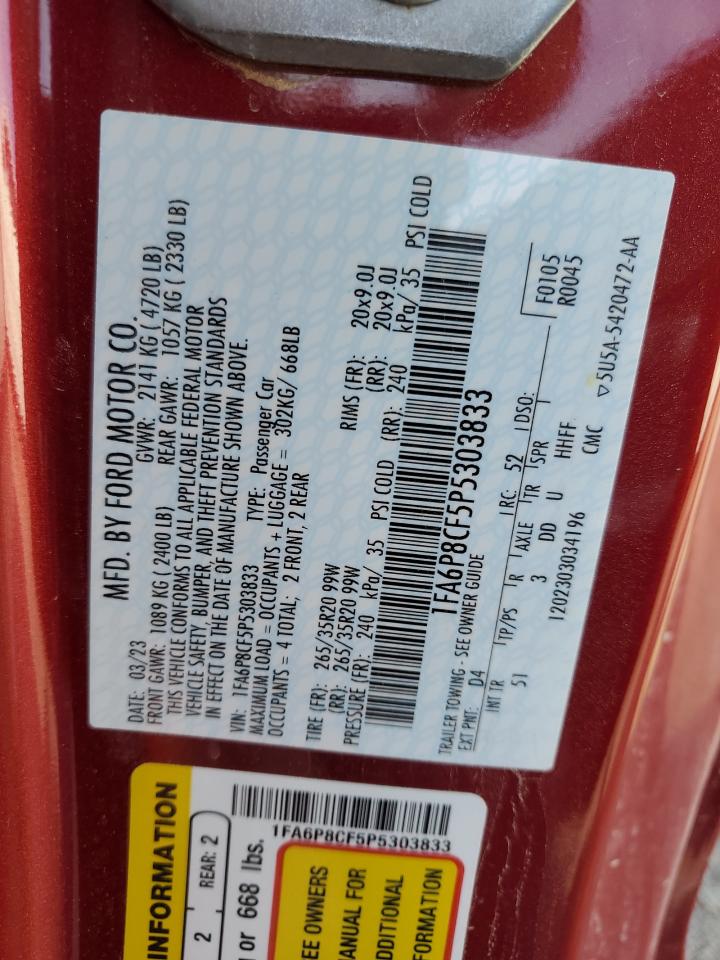 MFD. BY FORD MOTOR CO.
DATE: 03/23 GVWR: 2141 KG ( 4720 LB)
FRONT GAWR: 1089 KG ( 2400 LB) REAR GAWR: 1057 KG ( 2330 LB)
THIS VEHICLE CONFORMS TO ALL APPLICABLE FEDERAL MOTOR
VEHICLE SAFETY, BUMPER, AND THEFT PREVENTION STANDARDS
IN EFFECT ON THE DATE OF MANUFACTURE SHOWN ABOVE.
VIN: 1FA6P8CF5P5303833 TYPE: Passenger Car
MAXIMUM LOAD = OCCUPANTS + LUGGAGE = 302KG/ 668LB
OCCUPANTS = 4 TOTAL; 2 FRONT, 2 REAR
TIRE (FR): 265/35R20 99W RIMS (FR): 20x9.0J
(RR): 265/35R20 99W (RR): 20x9.0J
PRESSURE (FR): 240 kPa/ 35 PSI COLD (RR): 240 kPa/ 35 PSI COLD
1FA6P8CF5P5303833
TRAILER TOWING - SEE OWNER GUIDE
EXT PNT: D4 RC: 52 DSO: F0105
INT TR TP/PS R AXLE TR SPR R0045
51 3 DD U HHFF
1202303034196 CMC ▽5U5A-5420472-AA
INFORMATION
2 REAR: 2
or 668 lbs.
1FA6P8CF5P5303833
EE OWNERS
ANUAL FOR
ADDITIONAL
FORMATION